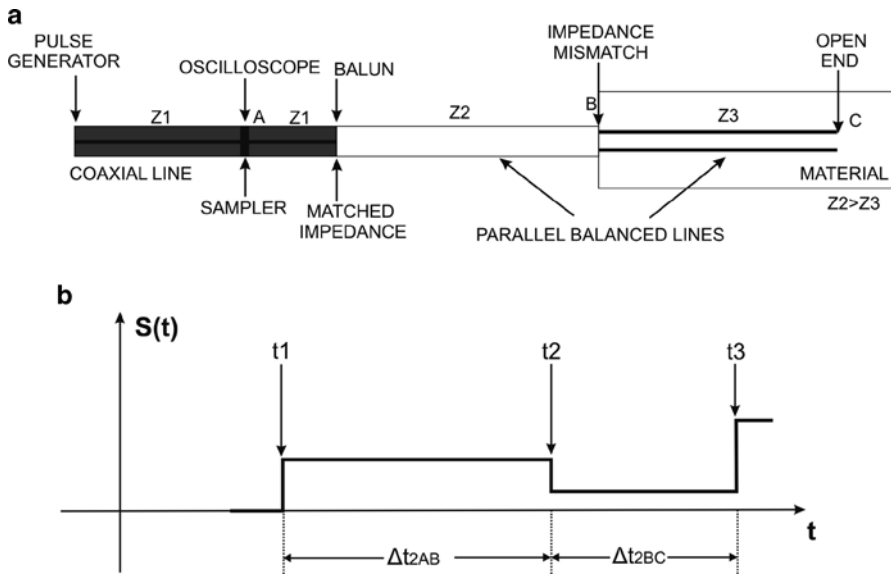 a
PULSE
GENERATOR
OSCILLOSCOPE
BALUN
IMPEDANCE
MISMATCH
OPEN
END
Z1
A
Z1
Z2
B
Z3
C
COAXIAL LINE
SAMPLER
MATCHED
IMPEDANCE
PARALLEL BALANCED LINES
MATERIAL
Z2>Z3
b
S(t)
t1
t2
t3
t
Δt2AB
Δt2BC